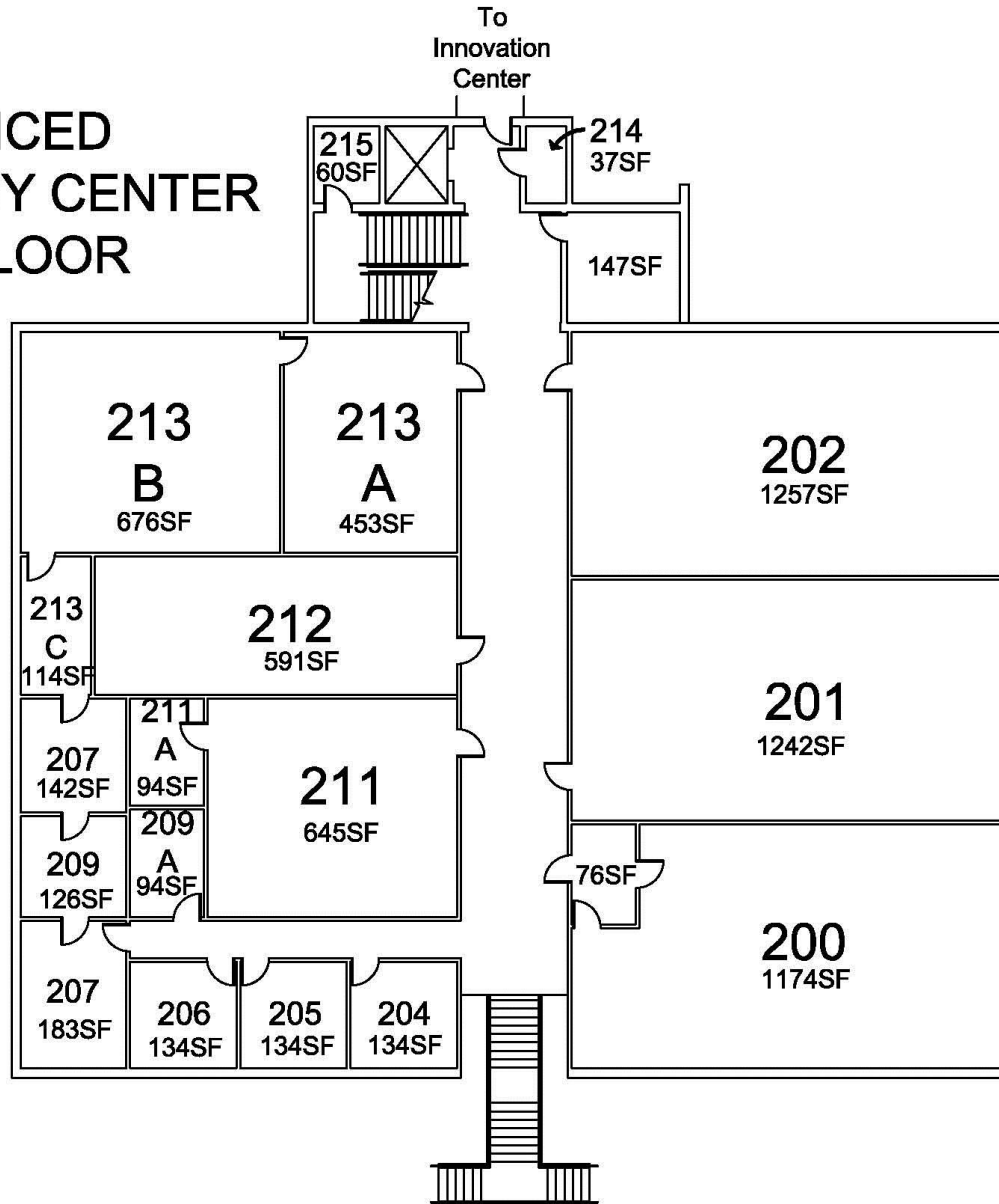 To
Innovation
Center
NCED
Y CENTER
LOOR
215
60SF
214
37SF
147SF
213
B
676SF
213
A
453SF
202
1257SF
213
C
114SF
212
591SF
201
1242SF
207
142SF
211
A
94SF
211
645SF
209
126SF
209
A
94SF
76SF
200
1174SF
207
183SF
206
134SF
205
134SF
204
134SF